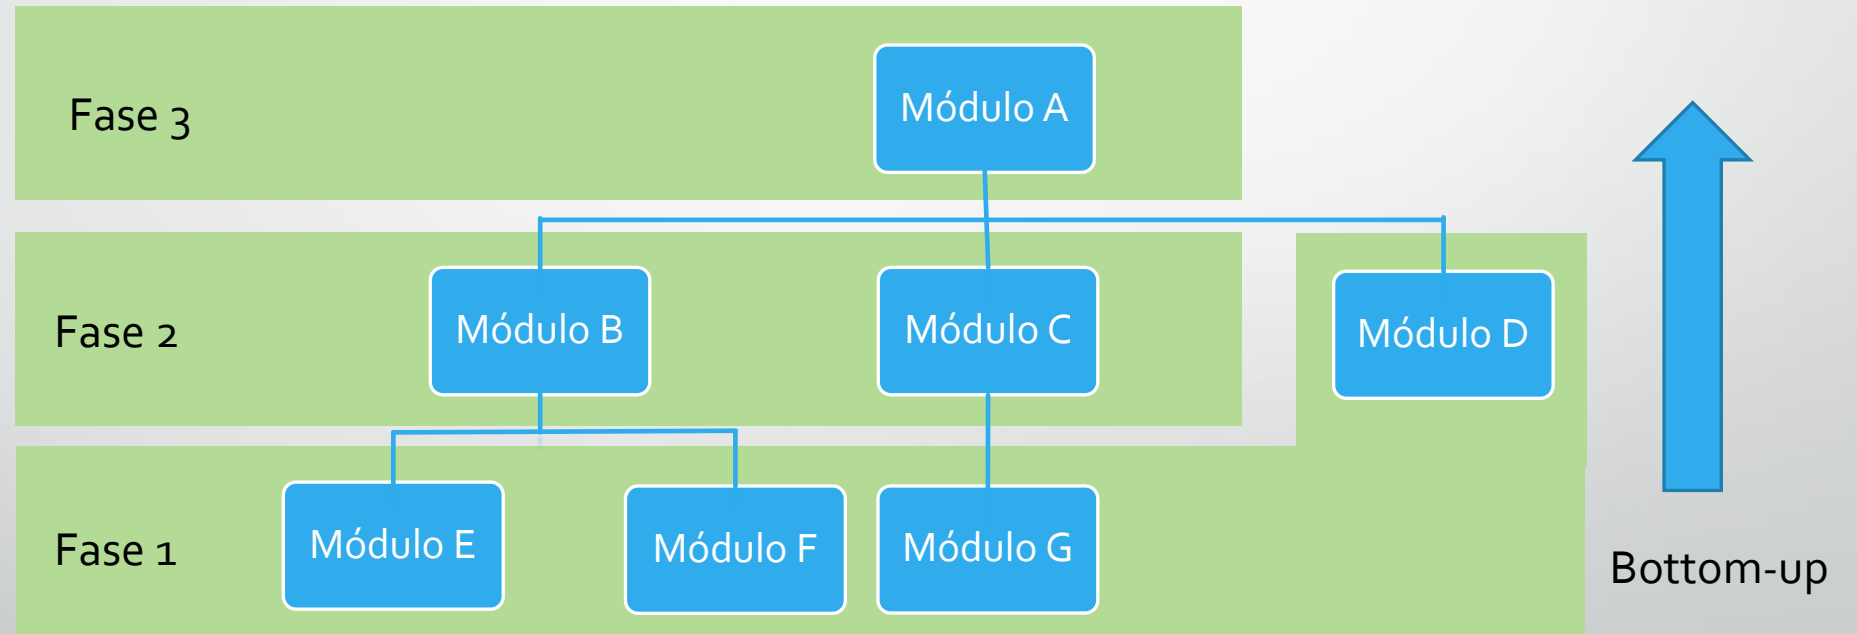 Fase 3
Módulo A
Fase 2
Módulo B
Módulo C
Módulo D
Fase 1
Módulo E
Módulo F
Módulo G
Bottom-up